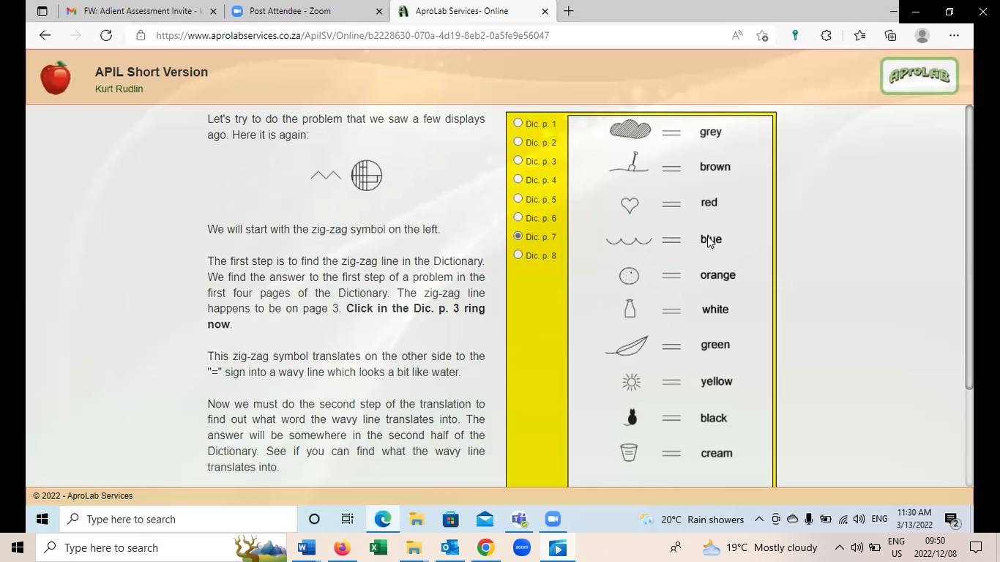 FW: Adient Assessment Invite - k
Post Attendee - Zoom
AproLab Services- Online
https://www.aprolabservices.co.za/ApilSV/Online/b2228630-070a-4d19-8eb2-0a5fe9e56047
APIL Short Version
Kurt Rudlin
AProLAB
Let's try to do the problem that we saw a few displays
ago. Here it is again:
We will start with the zig-zag symbol on the left.
The first step is to find the zig-zag line in the Dictionary.
We find the answer to the first step of a problem in the
first four pages of the Dictionary. The zig-zag line
happens to be on page 3. Click in the Dic. p. 3 ring
now.
This zig-zag symbol translates on the other side to the
"=" sign into a wavy line which looks a bit like water.
Now we must do the second step of the translation to
find out what word the wavy line translates into. The
answer will be somewhere in the second half of the
Dictionary. See if you can find what the wavy line
translates into.
Dic. p. 1
Dic. p. 2
Dic. p. 3
Dic. p. 4
Dic. p. 5
Dic. p. 6
Dic. p. 7
Dic. p. 8
= grey
= brown
= red
= blue
= orange
= white
= green
= yellow
= black
= cream
© 2022 - AproLab Services
Type here to search
20°C Rain showers
ENG
11:30 AM
3/13/2022
2
Type here to search
zoom
19°C Mostly cloudy
ENG
US
09:50
2022/12/08